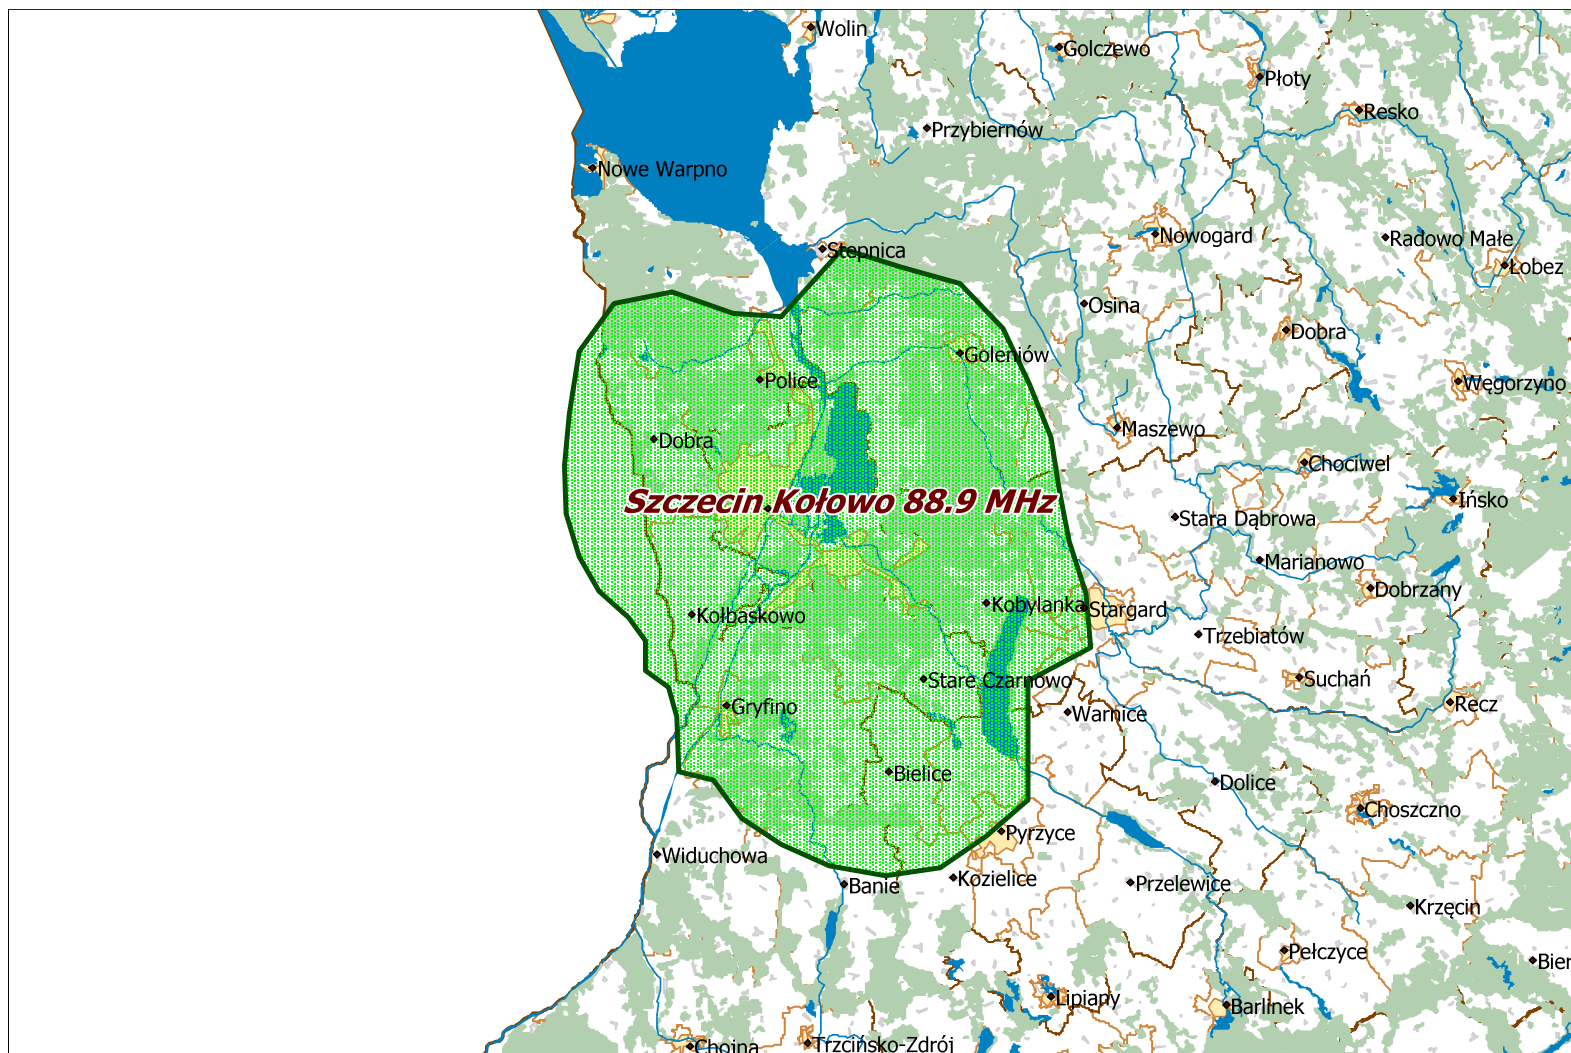 Wolin
Golczewo
Płoty
Resko
Przybiernów
Nowe Warpno
Nowogard
Radowo Małe
Stepnica
Łobez
Osina
Dobra
Goleniów
Police
Węgorzyno
Maszewo
Dobra
Chociwel
Szczecin Kołowo 88.9 MHz
Ińsko
Stara Dąbrowa
Marianowo
Dobrzany
Kobylanka
Stargard
Kołbaskowo
Trzebiatów
Stare Czarnowo
Suchań
Gryfino
Recz
Warnice
Bielice
Dolice
Choszczno
Pyrzyce
Widuchowa
Kozielice
Banie
Przelewice
Krzęcin
Pełczyce
Bier
Lipiany
Barlinek
Chojna
Trzcińsko-Zdrój